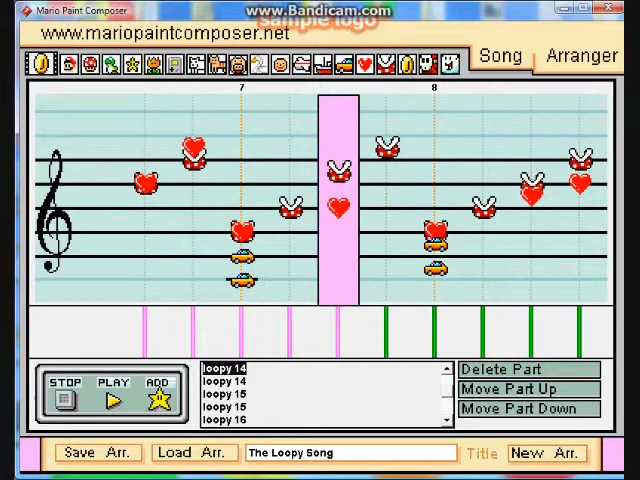 Mario Paint Composer
www.Bandicam.com
sample logo
www.mariopaintcomposer.net
Song
Arranger
7
8
STOP
PLAY
ADD
loopy 14
loopy 14
loopy 15
loopy 15
loopy 16
Delete Part
Move Part Up
Move Part Down
Save Arr.
Load Arr.
The Loopy Song
Title
New Arr.